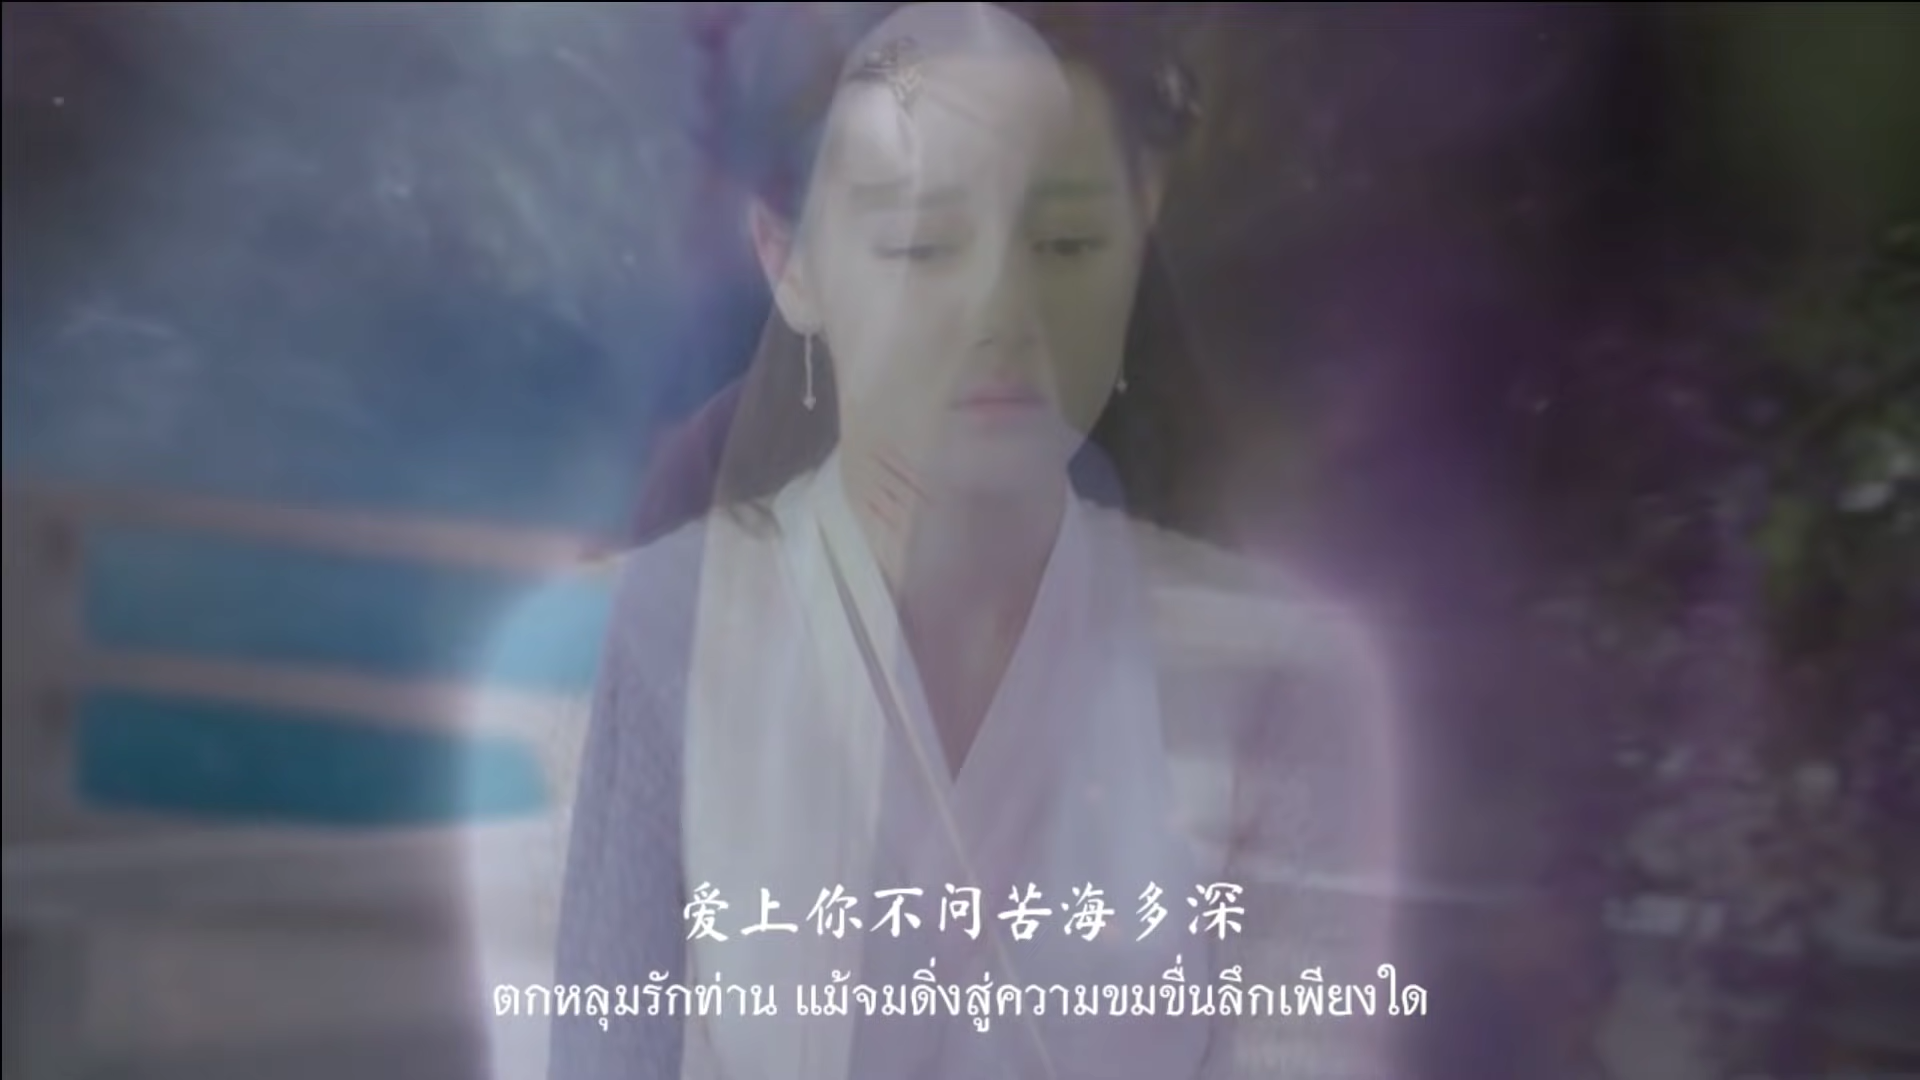 爱上你不问苦海多深
ตกหลุมรักท่าน แม้จมดิ่งสู่ความขมขื่นลึกเพียงใด